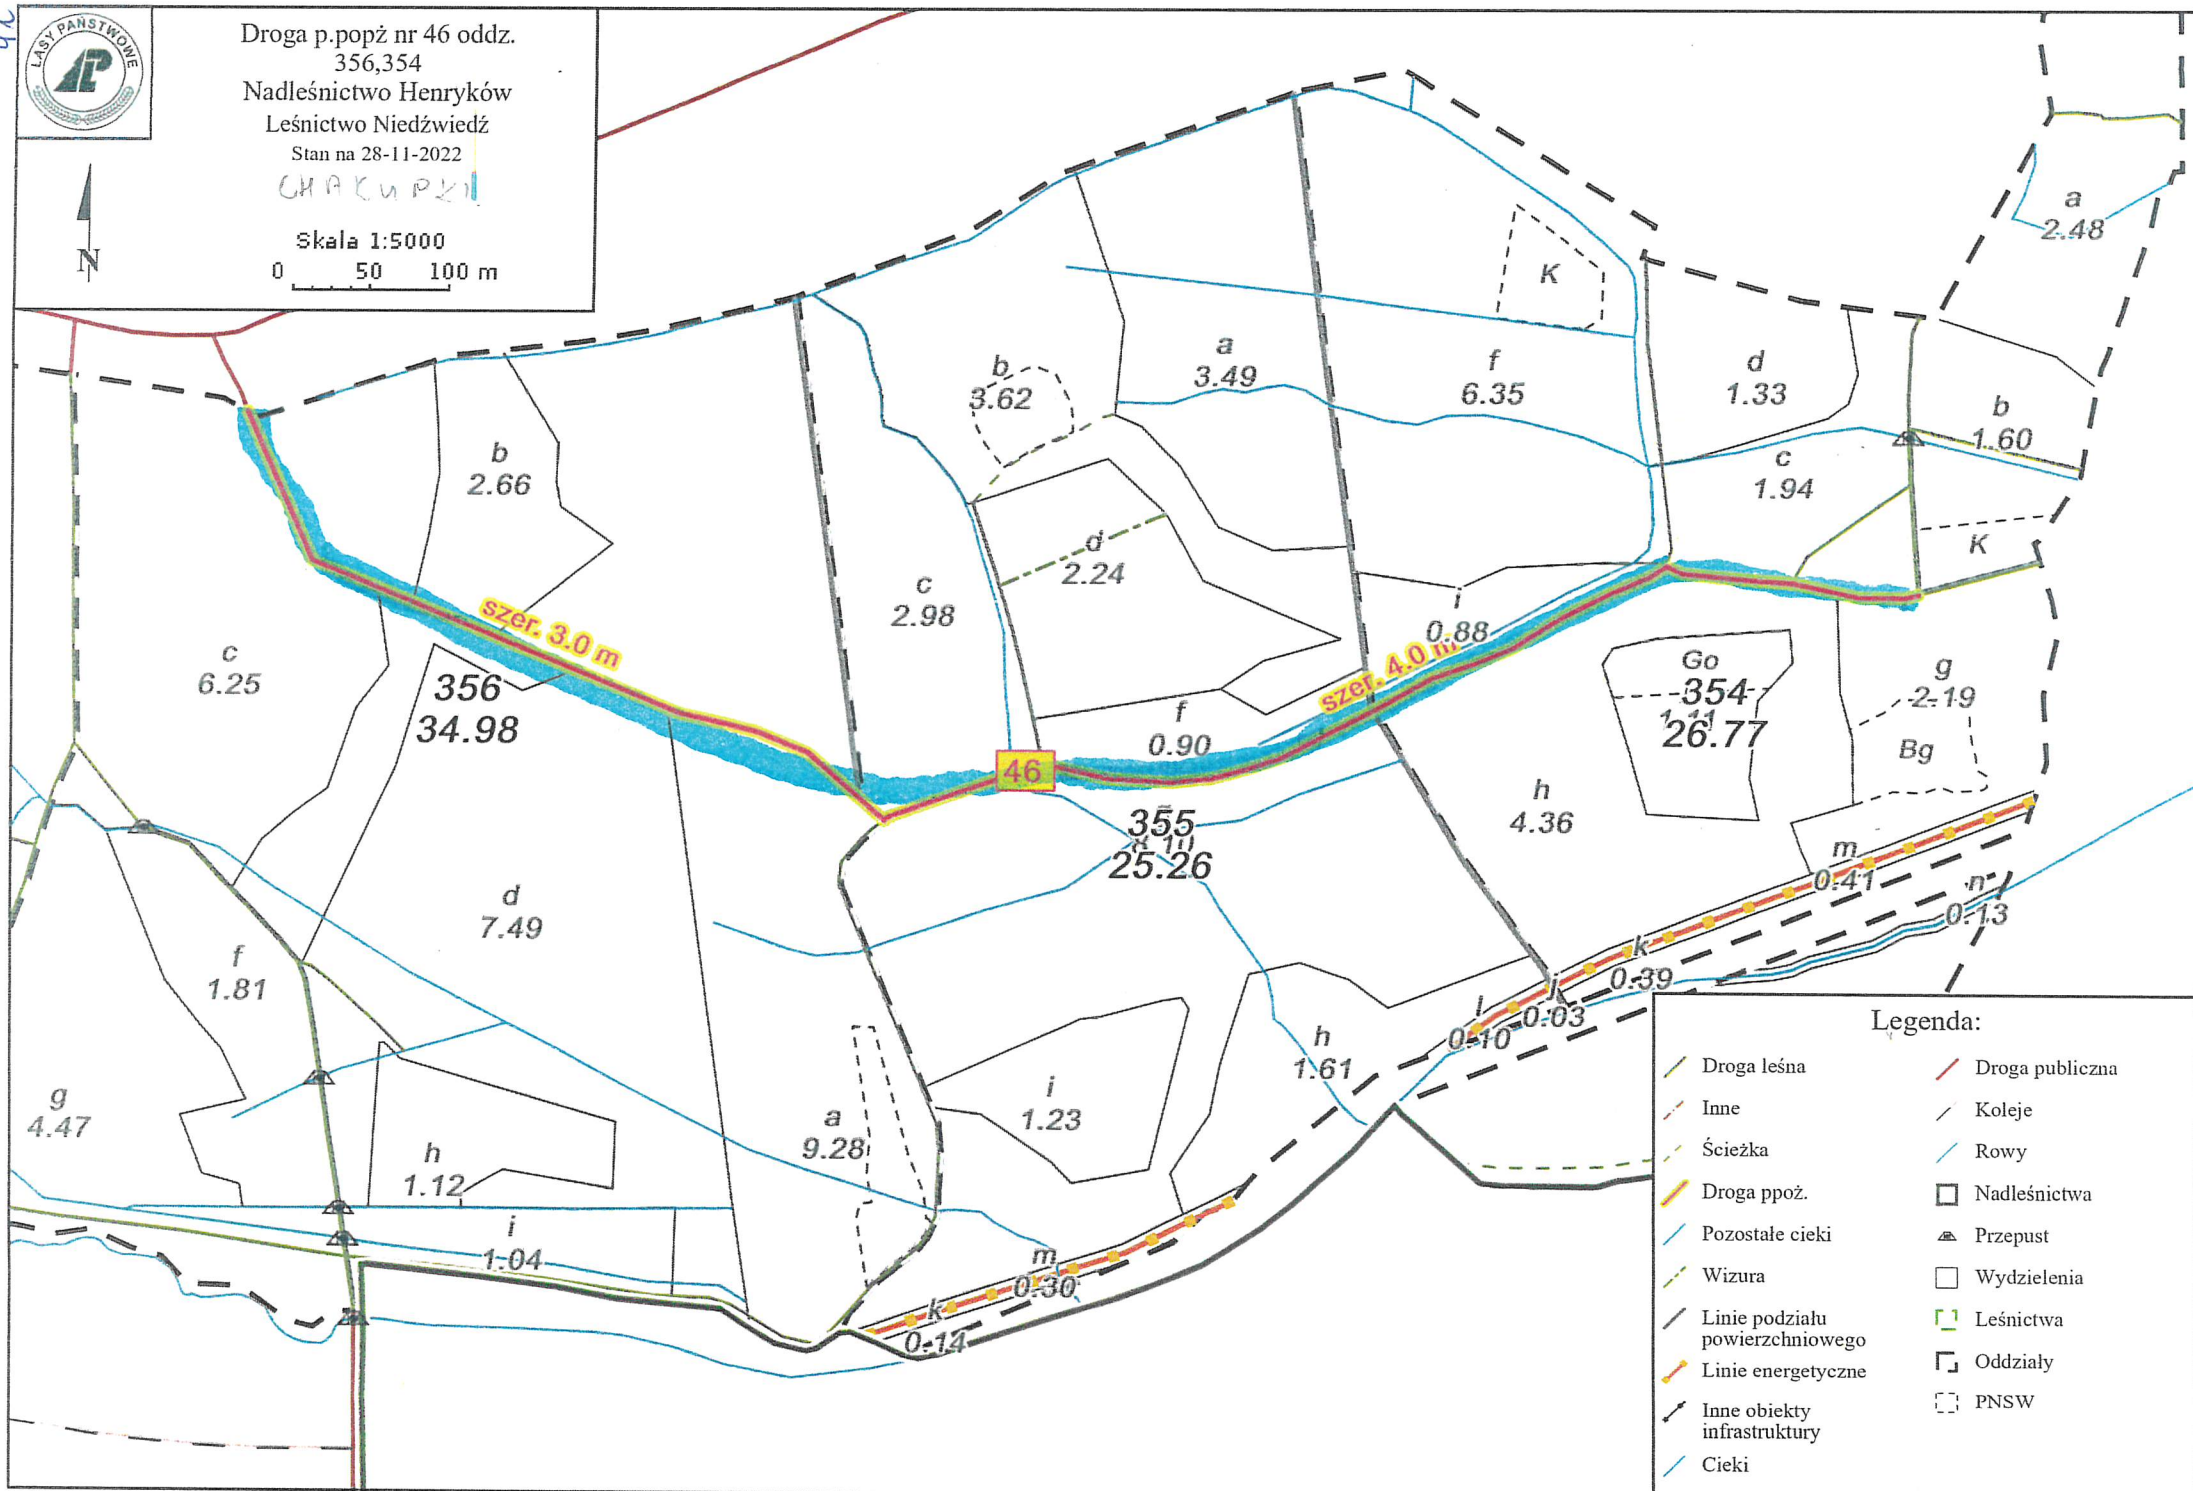 LASY PAŃSTWOWE
Droga p.popż nr 46 oddz.
356,354
Nadleśnictwo Henryków
Leśnictwo Niedźwiedź
Stan na 28-11-2022
Skala 1:5000
0 50 100 m
N
a
2.48
K
b
3.62
a
3.49
f
6.35
d
1.33
b
1.60
b
2.66
c
1.94
K
d
2.24
c
2.98
szer. 3.0 m
i
0.88
c
6.25
356
34.98
szer. 4.0 m
Go
354
1.11
26.77
g
2.19
f
0.90
Bg
46
h
4.36
355
8.10
25.26
m
0.41
n
0.13
d
7.49
k
0.39
f
1.81
j
0.03
l
0.10
h
1.61
g
4.47
i
1.23
a
9.28
h
1.12
i
1.04
m
0.30
k
0.14
Legenda:
Droga leśna
Inne
Ścieżka
Droga ppoż.
Pozostałe cieki
Wizura
Linie podziału
powierzchniowego
Linie energetyczne
Inne obiekty
infrastruktury
Cieki
Droga publiczna
Koleje
Rowy
Nadleśnictwa
Przepust
Wydzielenia
Leśnictwa
Oddziały
PNSW